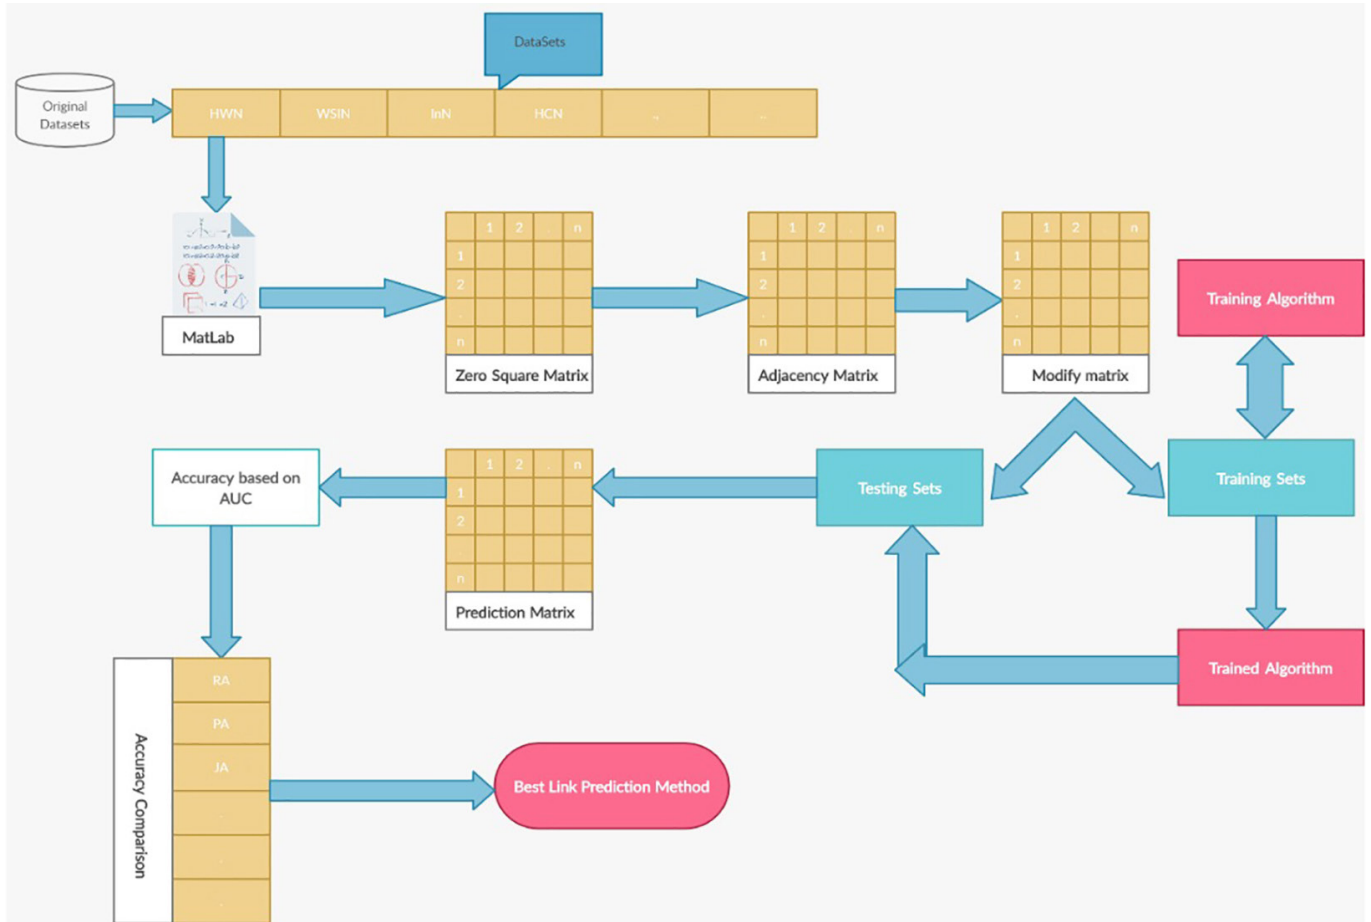 DataSets
Original
Datasets
HWN
WSIN
InN
HCN
.,
..
MatLab
1 2 . n
1
2
.
n
Zero Square Matrix
1 2 . n
1
2
.
n
Adjacency Matrix
1 2 n
1
2
.
n
Modify matrix
Training Algorithm
Training Sets
Testing Sets
1 2 . n
1
2
.
n
Prediction Matrix
Accuracy based on
AUC
Trained Algorithm
Accuracy Comparison
RA
PA
JA
.
.
.
Best Link Prediction Method